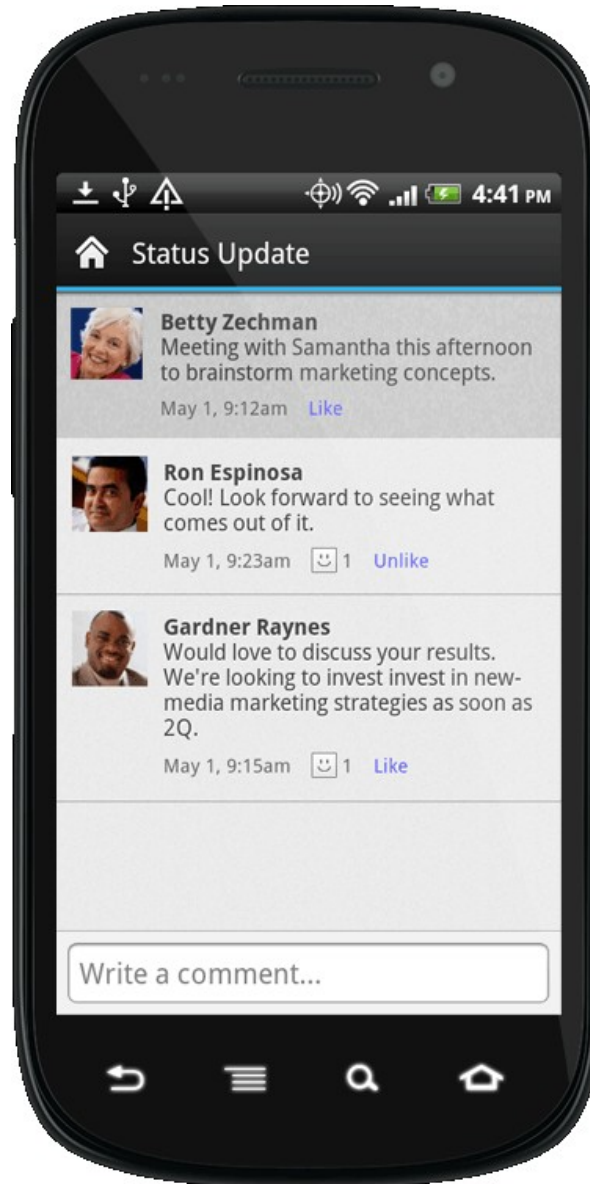 4:41 PM
Status Update
Betty Zechman
Meeting with Samantha this afternoon
to brainstorm marketing concepts.
May 1, 9:12am Like
Ron Espinosa
Cool! Look forward to seeing what
comes out of it.
May 1, 9:23am 1 Unlike
Gardner Raynes
Would love to discuss your results.
We're looking to invest invest in new-
media marketing strategies as soon as
2Q.
May 1, 9:15am 1 Like
Write a comment...